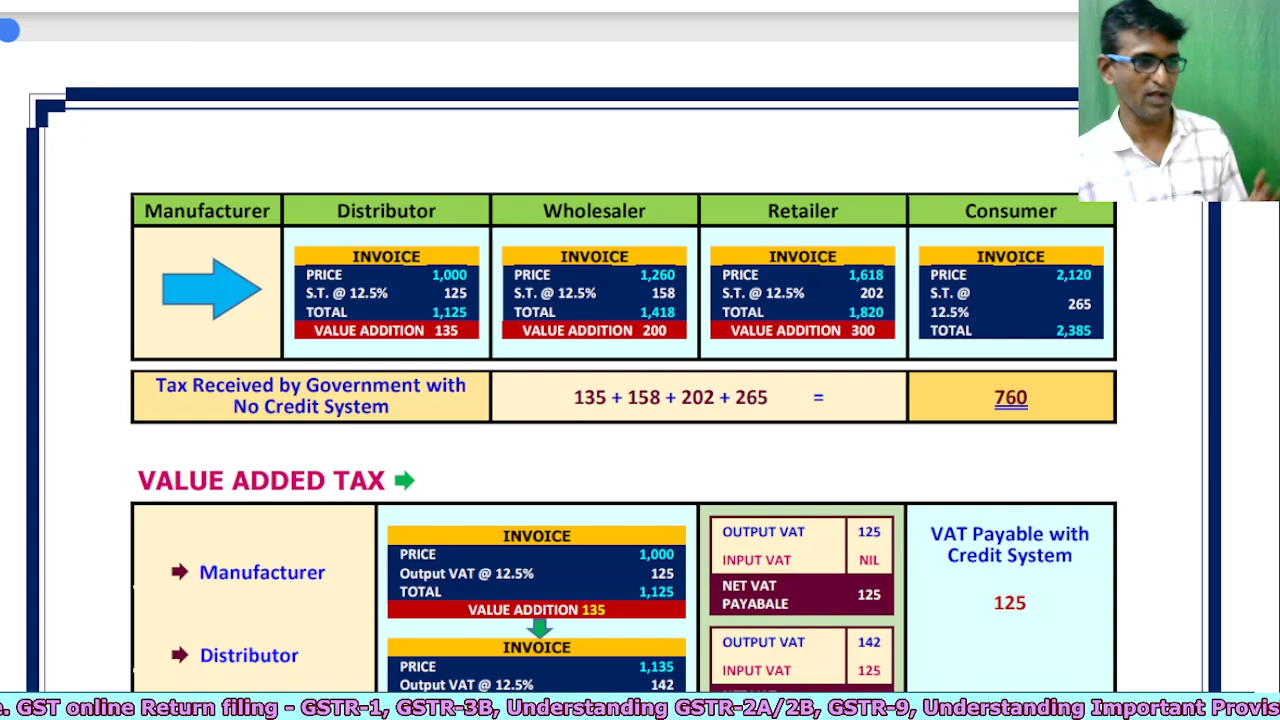 Manufacturer Distributor Wholesaler Retailer Consumer
INVOICE
PRICE 1,000
S.T. @ 12.5% 125
TOTAL 1,125
VALUE ADDITION 135
INVOICE
PRICE 1,260
S.T. @ 12.5% 158
TOTAL 1,418
VALUE ADDITION 200
INVOICE
PRICE 1,618
S.T. @ 12.5% 202
TOTAL 1,820
VALUE ADDITION 300
INVOICE
PRICE 2,120
S.T. @
12.5% 265
TOTAL 2,385
Tax Received by Government with
No Credit System
135 + 158 + 202 + 265 =
760
VALUE ADDED TAX
Manufacturer
INVOICE
PRICE 1,000
Output VAT @ 12.5% 125
TOTAL 1,125
VALUE ADDITION 135
OUTPUT VAT 125
INPUT VAT NIL
NET VAT
PAYABALE 125
VAT Payable with
Credit System
125
Distributor
INVOICE
PRICE 1,135
Output VAT @ 12.5% 142
OUTPUT VAT 142
INPUT VAT 125
e. GST online Return filing - GSTR-1, GSTR-3B, Understanding GSTR-2A/2B, GSTR-9, Understanding Important Provis